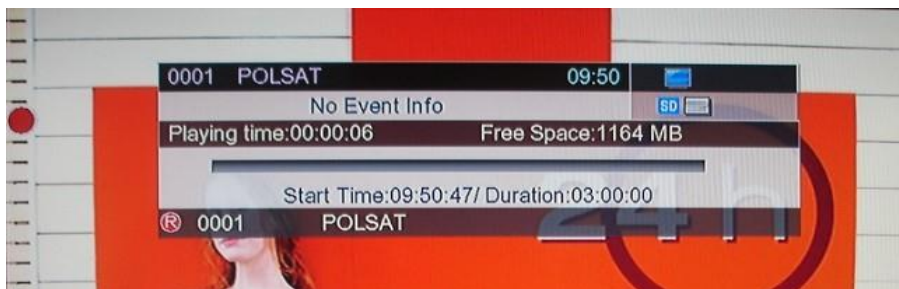 0001 POLSAT 09:50
No Event Info SD
Playing time:00:00:06 Free Space:1164 MB
Start Time:09:50:47/ Duration:03:00:00
® 0001 POLSAT
24 h